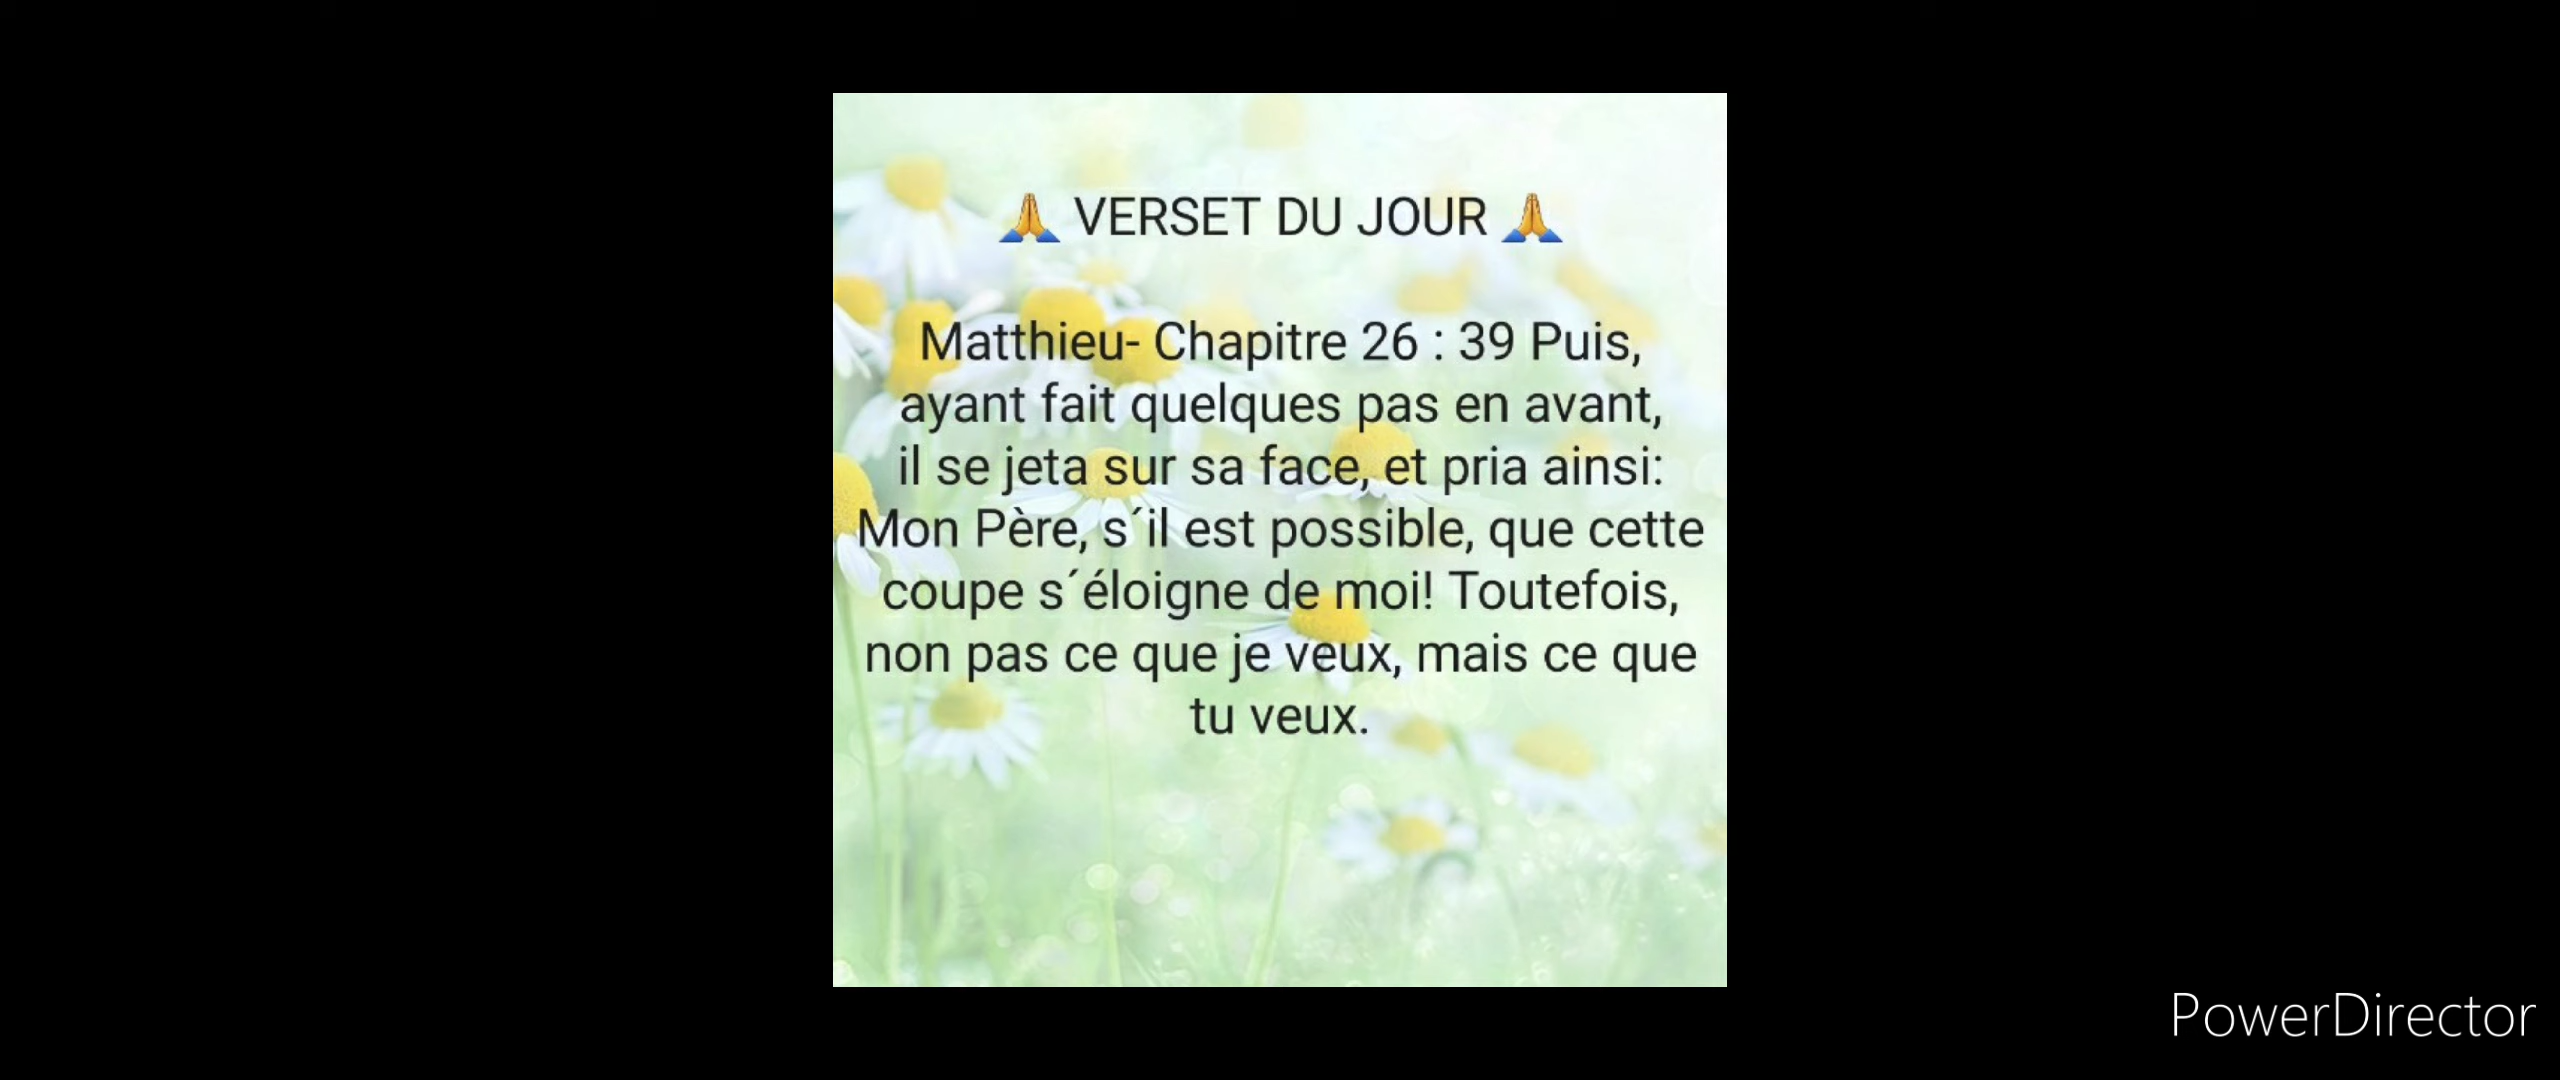 🙏 VERSET DU JOUR 🙏
Matthieu- Chapitre 26 : 39 Puis,
ayant fait quelques pas en avant,
il se jeta sur sa face, et pria ainsi:
Mon Père, s´il est possible, que cette
coupe s´éloigne de moi! Toutefois,
non pas ce que je veux, mais ce que
tu veux.
PowerDirector